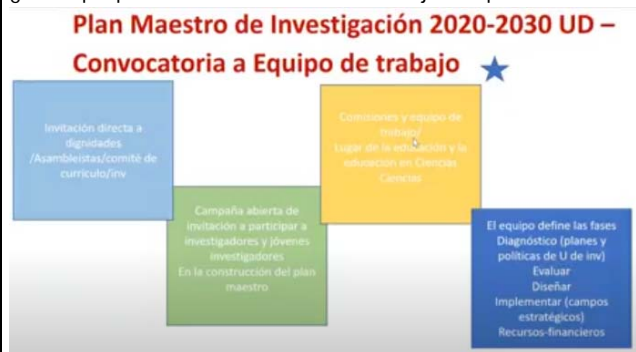 Plan Maestro de Investigación 2020-2030 UD –
Convocatoria a Equipo de trabajo
Invitación directa a
dignidades
/Asambleistas/comité de
currículo/inv
Campaña abierta de
invitación a participar a
investigadores y jóvenes
investigadores
En la construcción del plan
maestro
Comisiones y equipo de
trabajo/
Lugar de la educación y la
educación en Ciencias
Ciencias
El equipo define las fases
Diagnóstico (planes y
políticas de U de inv)
Evaluar
Diseñar
Implementar (campos
estratégicos)
Recursos-financieros